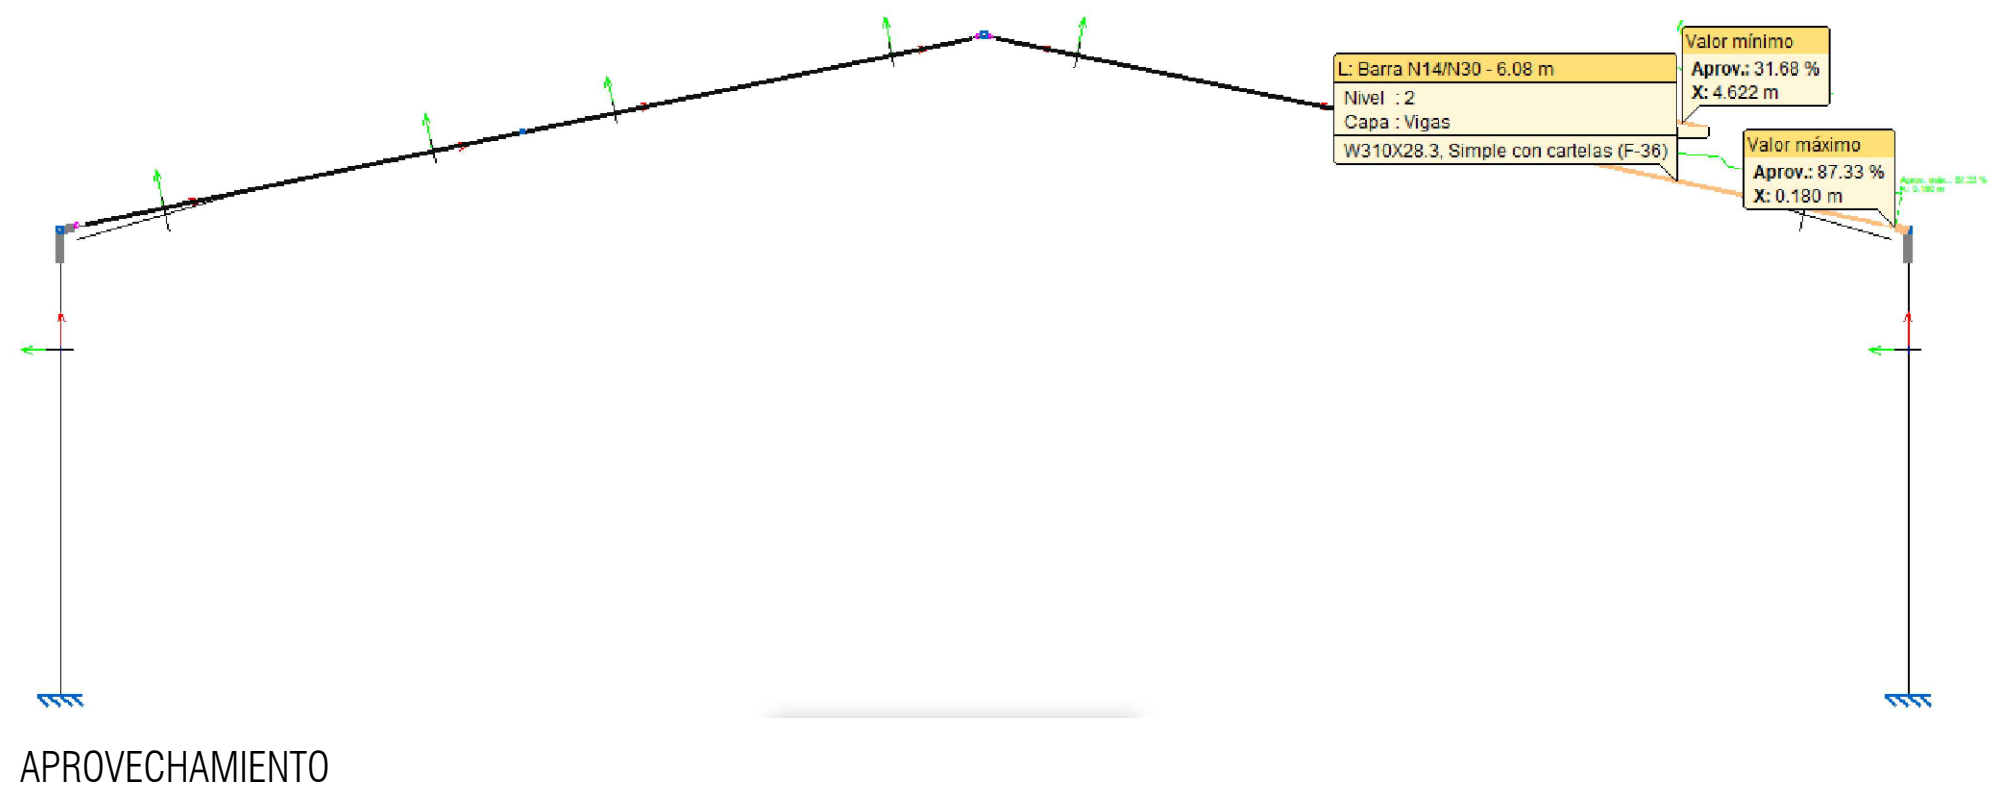 Valor mínimo
Aprov.: 31.68 %
X: 4.622 m
L: Barra N14/N30 - 6.08 m
Nivel : 2
Capa : Vigas
W310X28.3, Simple con cartelas (F-36)
Valor máximo
Aprov.: 87.33 %
X: 0.180 m
APROVECHAMIENTO